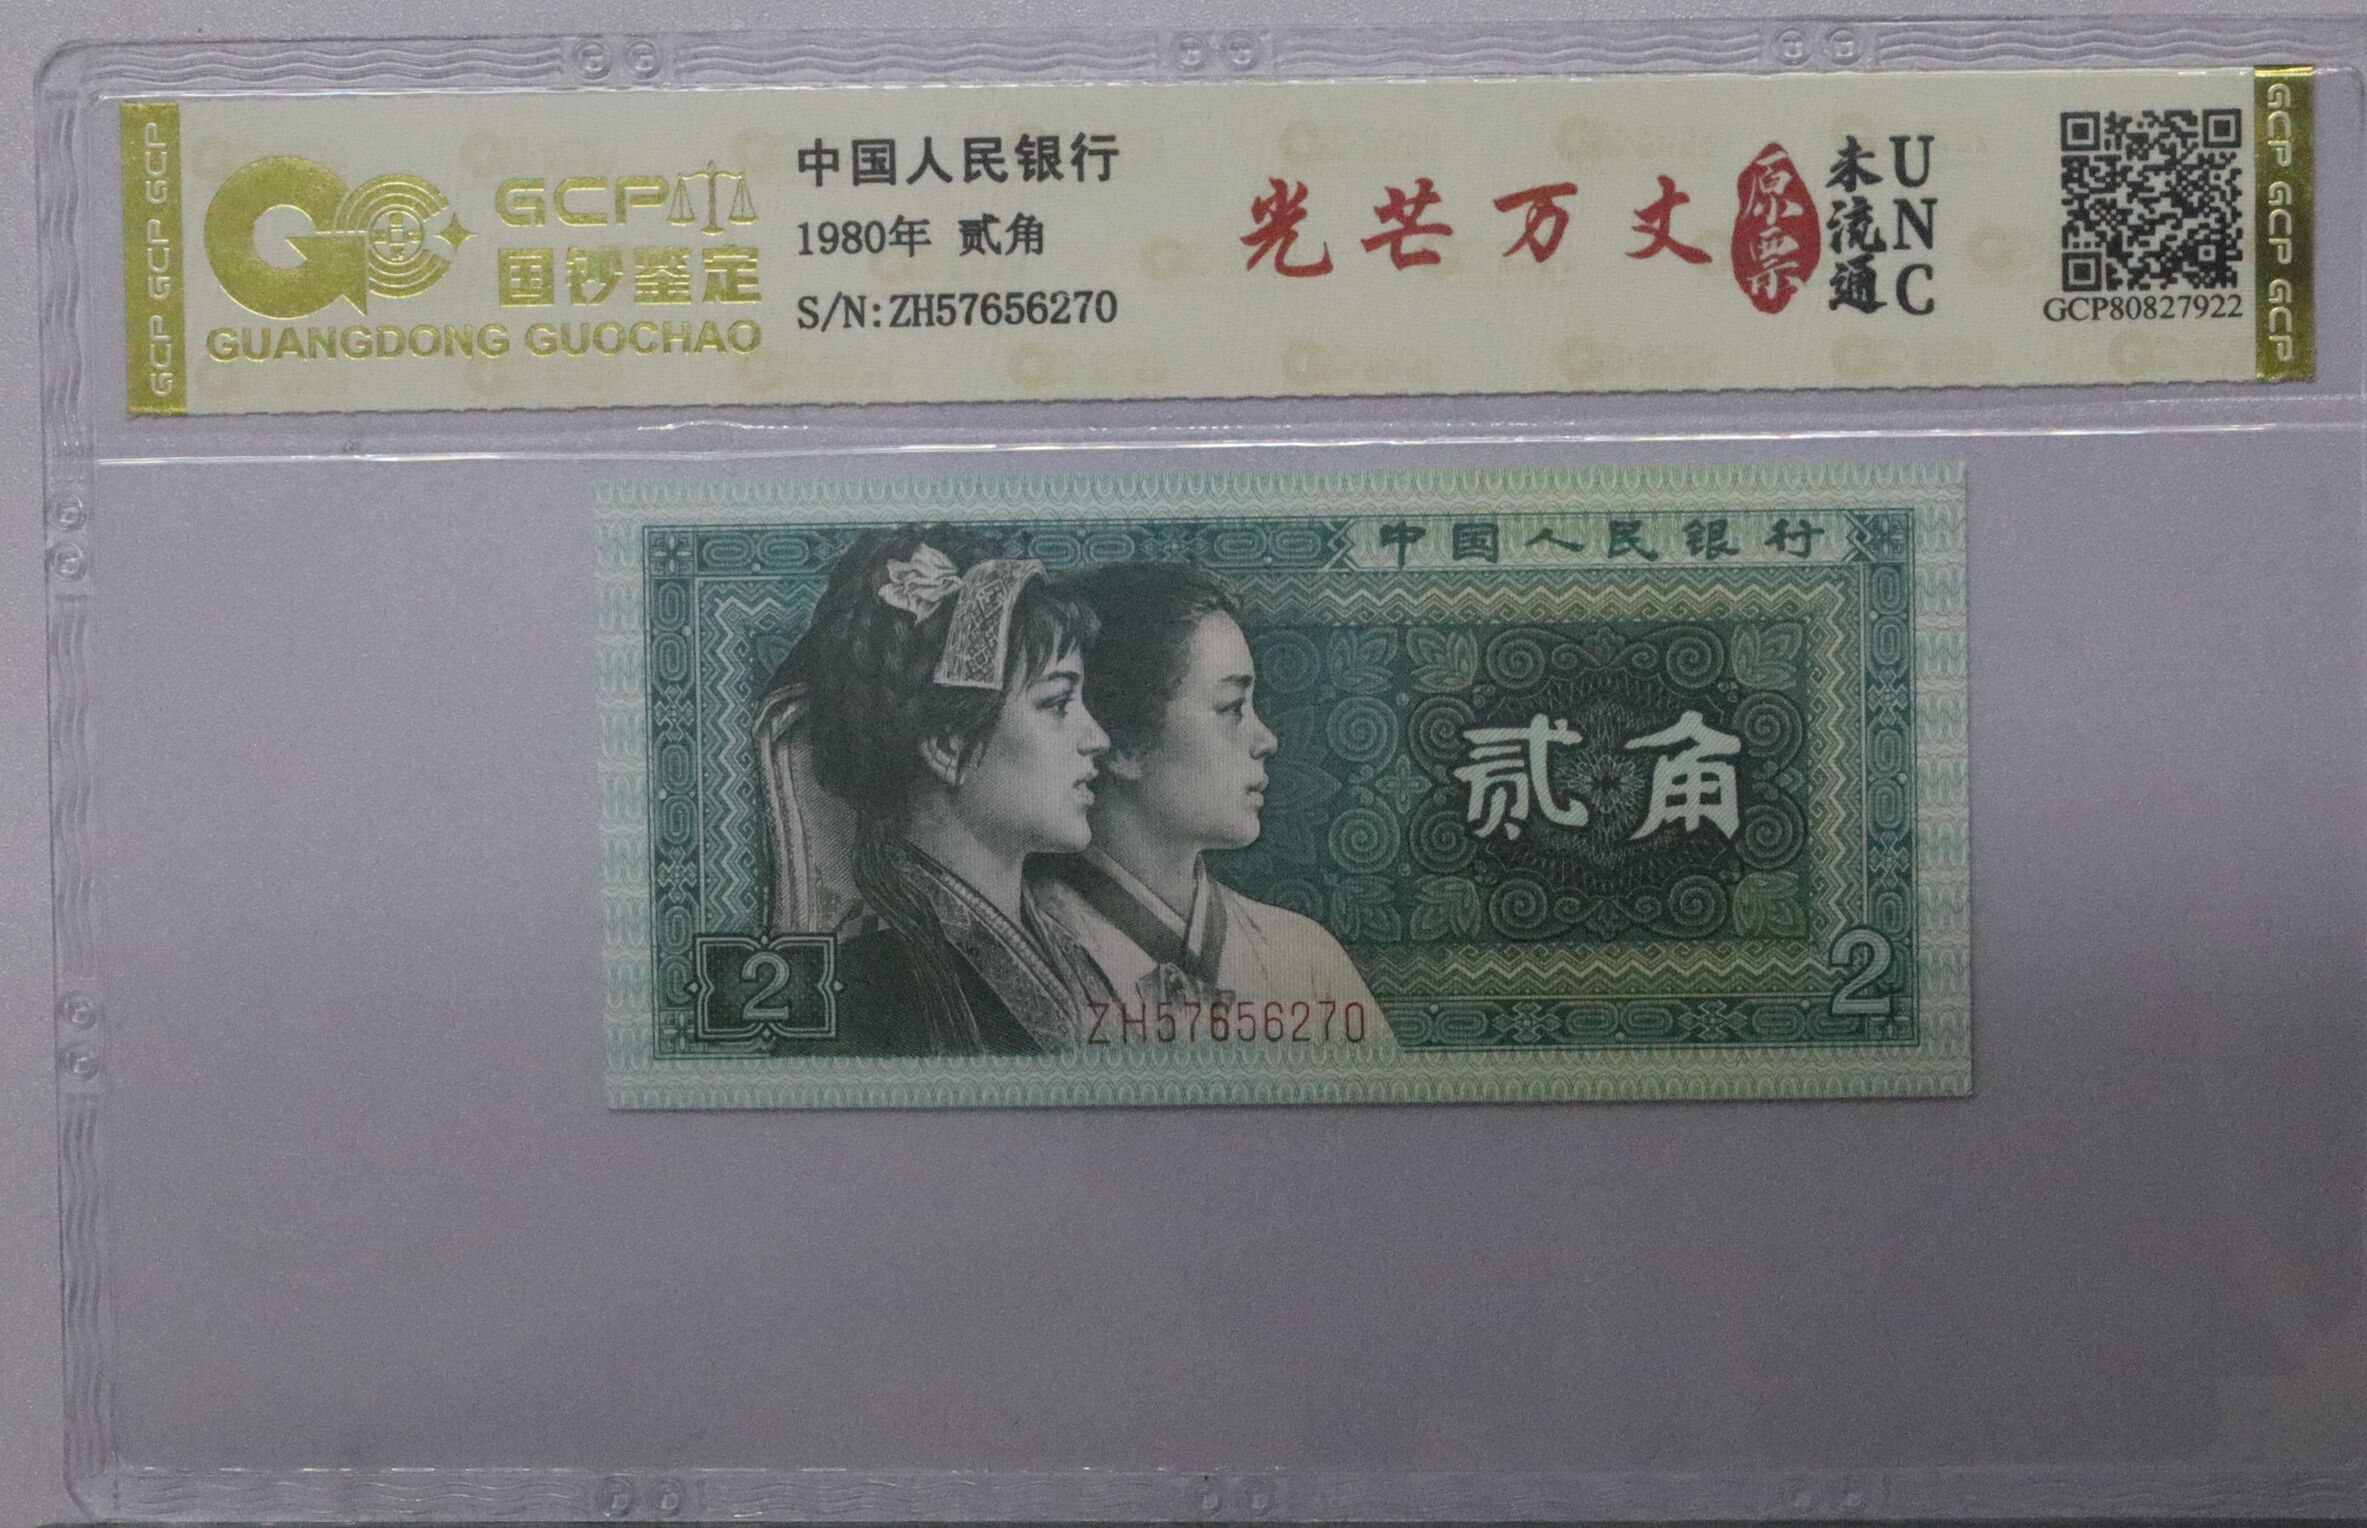 GCP GCP GCP
GCP
国钞鉴定
GUANGDONG GUOCHAO
中国人民银行
1980年 贰角
S/N:ZH57656270
光芒万丈
原票
未流通
UNC
GCP80827922
GCP GCP GCP
中国人民银行
贰角
2
2
ZH57656270